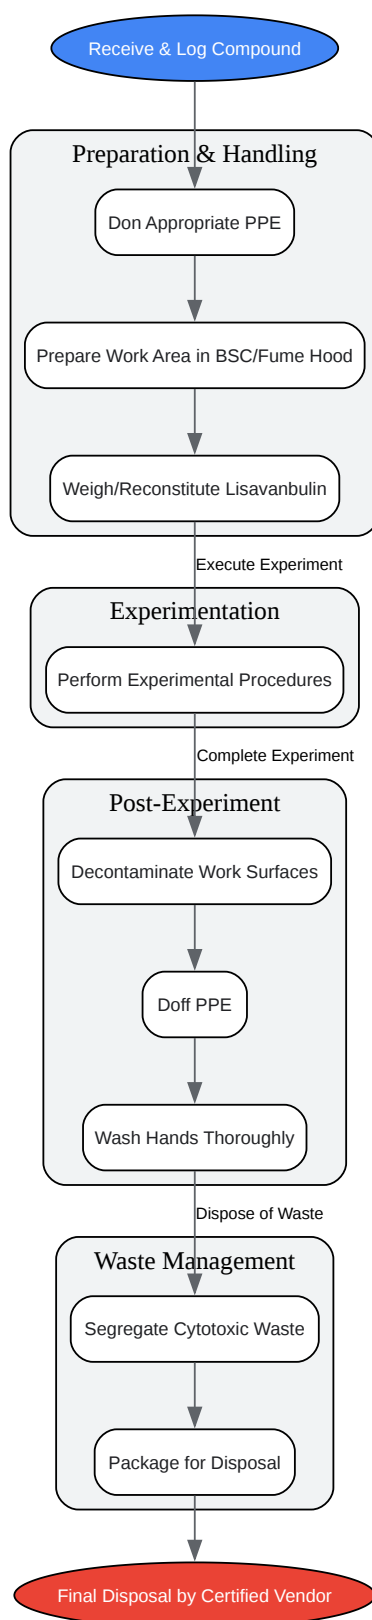 Receive & Log Compound
Preparation & Handling
Don Appropriate PPE
Prepare Work Area in BSC/Fume Hood
Weigh/Reconstitute Lisavanbulin
Execute Experiment
Experimentation
Perform Experimental Procedures
Complete Experiment
Post-Experiment
Decontaminate Work Surfaces
Doff PPE
Wash Hands Thoroughly
Dispose of Waste
Waste Management
Segregate Cytotoxic Waste
Package for Disposal
Final Disposal by Certified Vendor